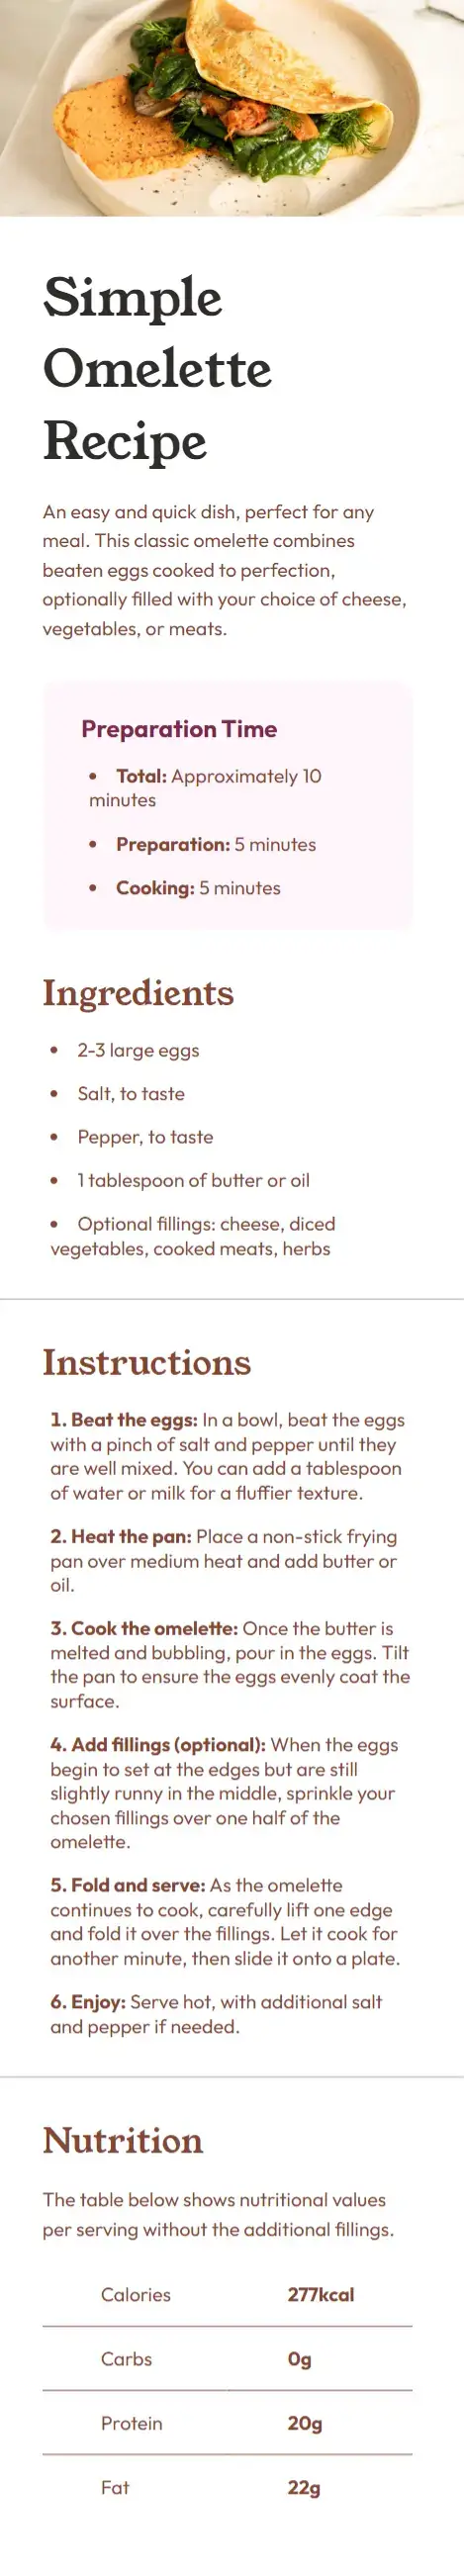 Simple
Omelette
Recipe
An easy and quick dish, perfect for any
meal. This classic omelette combines
beaten eggs cooked to perfection,
optionally filled with your choice of cheese,
vegetables, or meats.
Preparation Time
• Total: Approximately 10
minutes
• Preparation: 5 minutes
• Cooking: 5 minutes
Ingredients
• 2-3 large eggs
• Salt, to taste
• Pepper, to taste
• 1 tablespoon of butter or oil
• Optional fillings: cheese, diced
vegetables, cooked meats, herbs
Instructions
1. Beat the eggs: In a bowl, beat the eggs
with a pinch of salt and pepper until they
are well mixed. You can add a tablespoon
of water or milk for a fluffier texture.
2. Heat the pan: Place a non-stick frying
pan over medium heat and add butter or
oil.
3. Cook the omelette: Once the butter is
melted and bubbling, pour in the eggs. Tilt
the pan to ensure the eggs evenly coat the
surface.
4. Add fillings (optional): When the eggs
begin to set at the edges but are still
slightly runny in the middle, sprinkle your
chosen fillings over one half of the
omelette.
5. Fold and serve: As the omelette
continues to cook, carefully lift one edge
and fold it over the fillings. Let it cook for
another minute, then slide it onto a plate.
6. Enjoy: Serve hot, with additional salt
and pepper if needed.
Nutrition
The table below shows nutritional values
per serving without the additional fillings.
Calories 277kcal
Carbs 0g
Protein 20g
Fat 22g